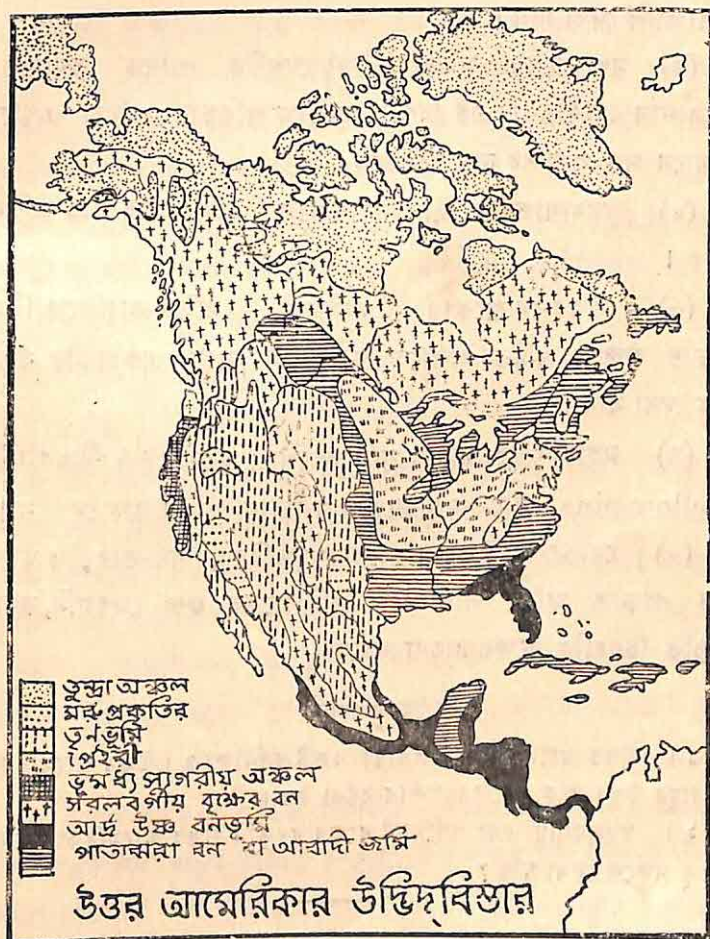 তুন্দ্রা অঞ্চল
মরু প্রকৃতির
তৃণভূমি
প্রেইরী
ভূমধ্য সাগরীয় অঞ্চল
সরলবর্গীয় বৃক্ষের বন
আর্দ্র উষ্ণ বনভূমি
পাতাঝরা বন বা আবাদী জমি
উত্তর আমেরিকার উদ্ভিদবিস্তার